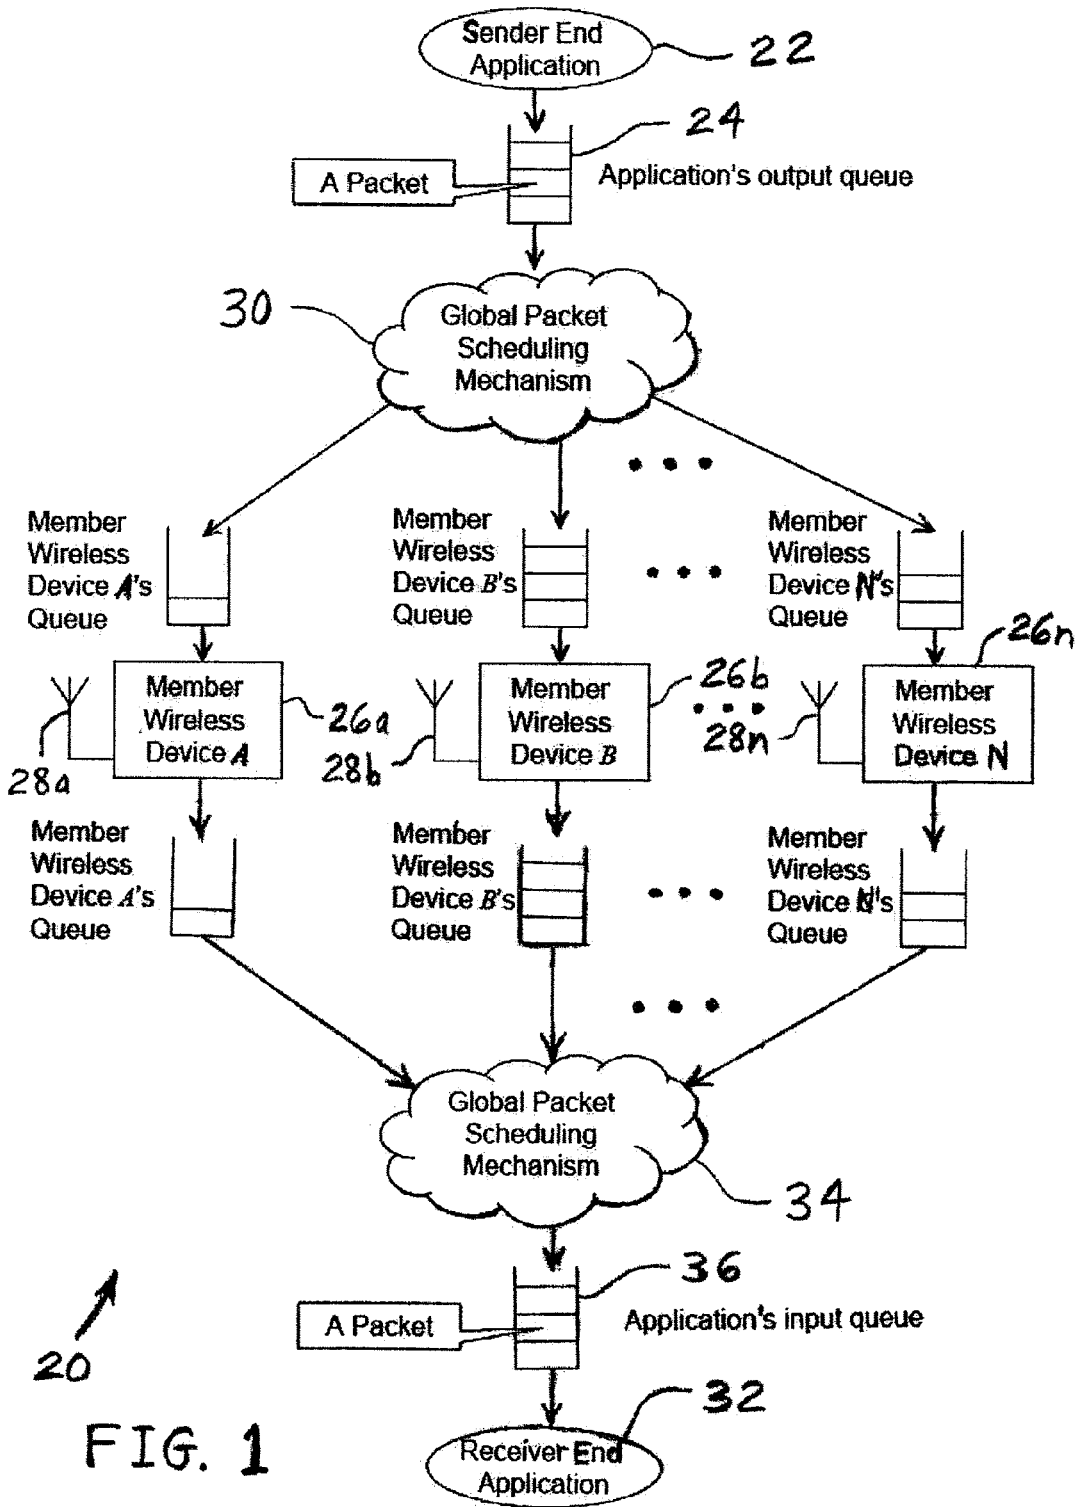 Sender End
Application
22
24
A Packet
Application's output queue
30
Global Packet
Scheduling
Mechanism
Member
Wireless
Device A's
Queue
Member
Wireless
Device B's
Queue
Member
Wireless
Device N's
Queue
Member
Wireless
Device A
26a
28a
Member
Wireless
Device B
26b
28b
Member
Wireless
Device N
26n
28n
Member
Wireless
Device A's
Queue
Member
Wireless
Device B's
Queue
Member
Wireless
Device N's
Queue
Global Packet
Scheduling
Mechanism
34
36
A Packet
Application's input queue
20
32
Receiver End
Application
FIG. 1